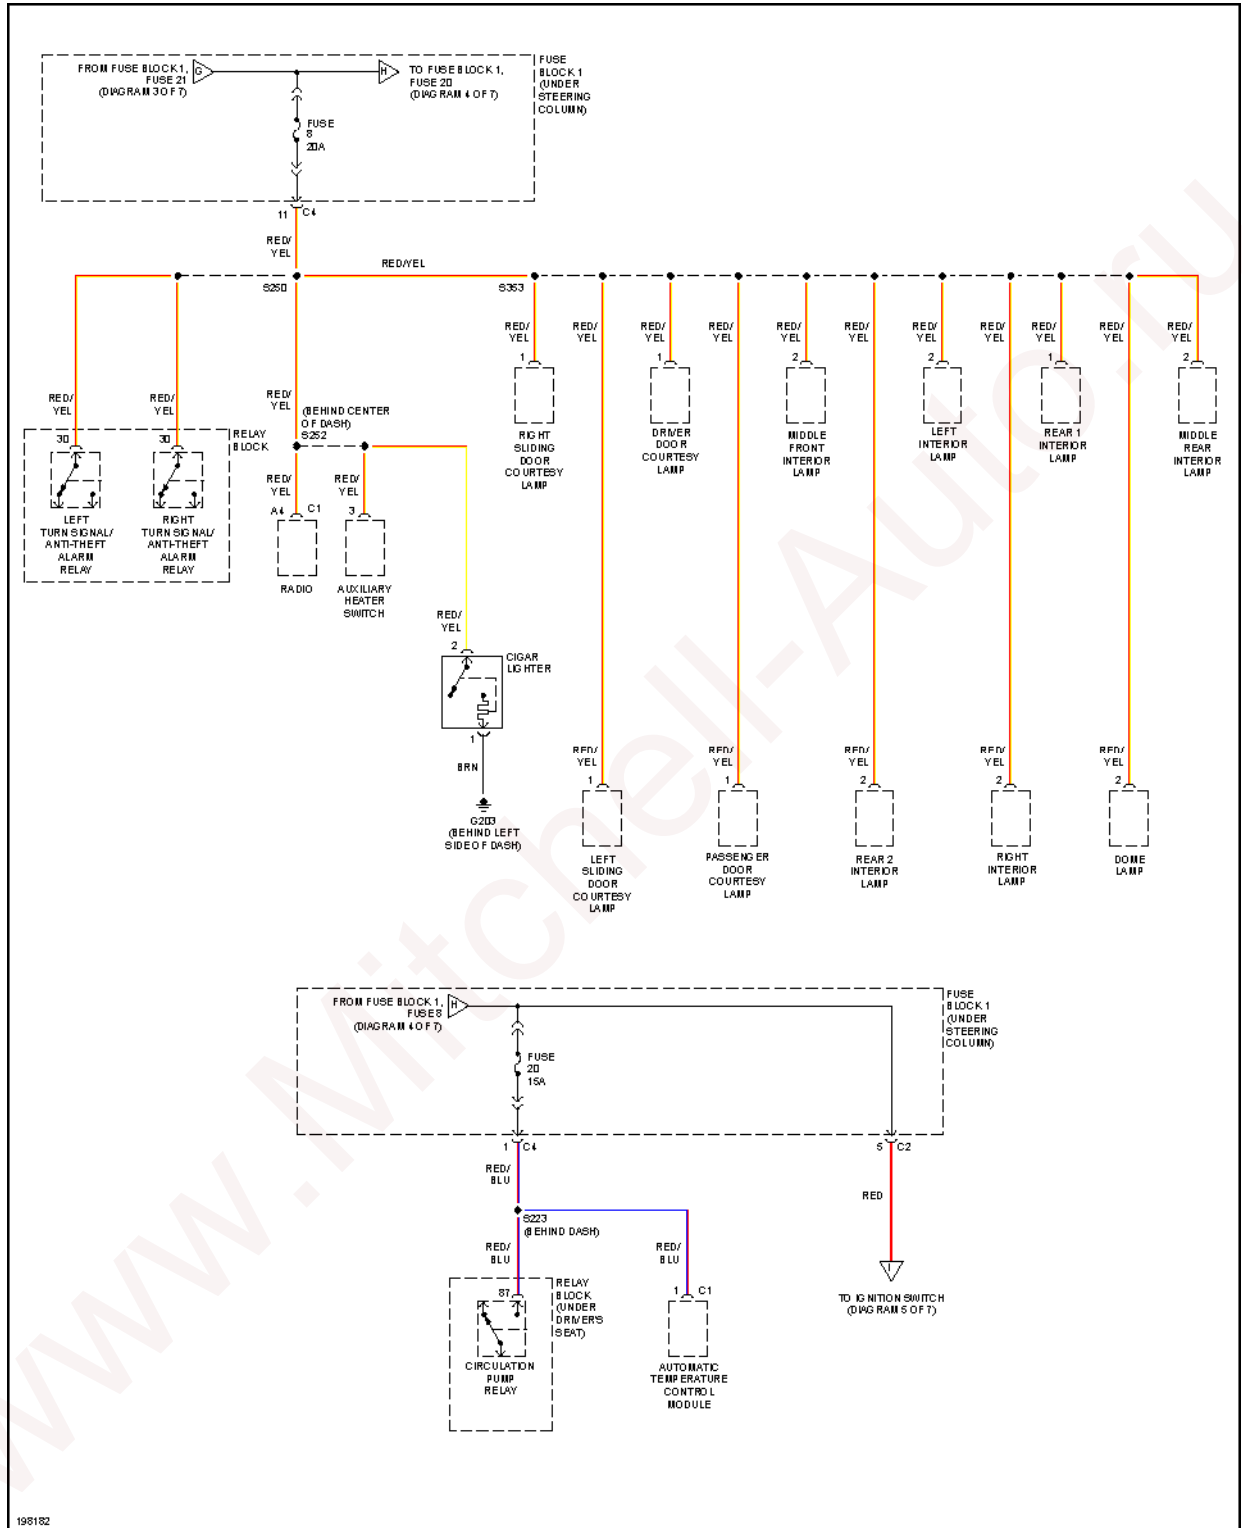 FROM FUSE BLOCK 1,
FUSE 21
(DIAGRAM 3 OF 7)
G
H
TO FUSE BLOCK 1,
FUSE 20
(DIAGRAM 4 OF 7)
FUSE
BLOCK 1
(UNDER
STEERING
COLUMN)
FUSE
8
20A
11 C4
RED/
YEL
RED/YEL
S250
S353
RED/
YEL
RED/
YEL
RED/
YEL
RED/
YEL
RED/
YEL
RED/
YEL
RED/
YEL
RED/
YEL
RED/
YEL
RED/
YEL
RED/
YEL
1
1
2
2
1
2
RIGHT
SLIDING
DOOR
COURTESY
LAMP
DRIVER
DOOR
COURTESY
LAMP
MIDDLE
FRONT
INTERIOR
LAMP
LEFT
INTERIOR
LAMP
REAR 1
INTERIOR
LAMP
MIDDLE
REAR
INTERIOR
LAMP
RED/
YEL
RED/
YEL
RED/
YEL
(BEHIND CENTER
OF DASH)
S252
30
30
RELAY
BLOCK
LEFT
TURN SIGNAL/
ANTI-THEFT
ALARM
RELAY
RIGHT
TURN SIGNAL/
ANTI-THEFT
ALARM
RELAY
RED/
YEL
RED/
YEL
A4 C1
3
RADIO
AUXILIARY
HEATER
SWITCH
RED/
YEL
2
CIGAR
LIGHTER
1
BRN
G203
(BEHIND LEFT
SIDE OF DASH)
RED/
YEL
RED/
YEL
RED/
YEL
RED/
YEL
RED/
YEL
1
1
2
2
2
LEFT
SLIDING
DOOR
COURTESY
LAMP
PASSENGER
DOOR
COURTESY
LAMP
REAR 2
INTERIOR
LAMP
RIGHT
INTERIOR
LAMP
DOME
LAMP
FROM FUSE BLOCK 1,
FUSE 8
(DIAGRAM 4 OF 7)
H
FUSE
BLOCK 1
(UNDER
STEERING
COLUMN)
FUSE
20
15A
1 C4
5 C2
RED/
BLU
RED
S223
(BEHIND DASH)
RED/
BLU
RED/
BLU
87
RELAY
BLOCK
(UNDER
DRIVER'S
SEAT)
1 C1
I
TO IGNITION SWITCH
(DIAGRAM 5 OF 7)
CIRCULATION
PUMP
RELAY
AUTOMATIC
TEMPERATURE
CONTROL
MODULE
198182
www.Mitchell-Auto.ru